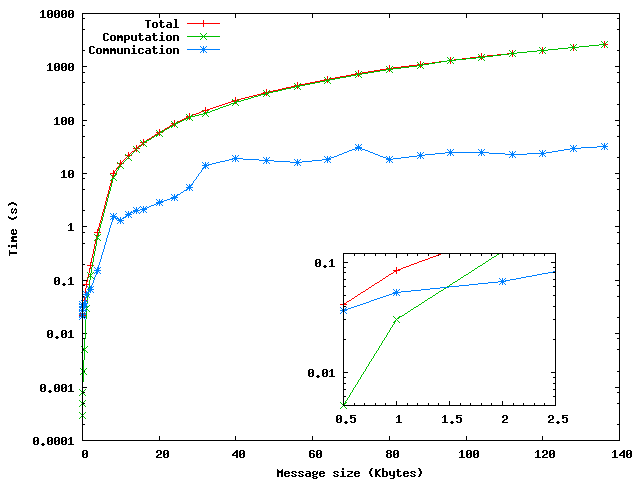 10000
1000
100
10
1
0.1
0.01
0.001
0.0001
Time (s)
Total
Computation
Communication
0.1
0.01
0.5 1 1.5 2 2.5
0 20 40 60 80 100 120 140
Message size (Kbytes)